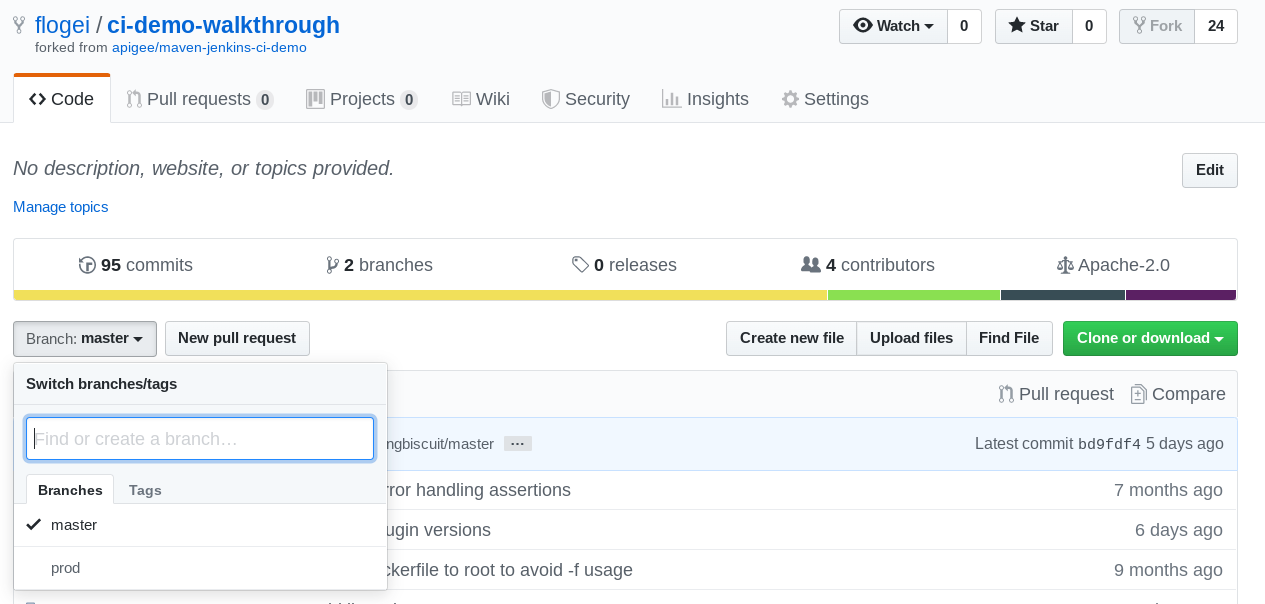 flogei / ci-demo-walkthrough
Watch 0 Star 0 Fork 24
forked from apigee/maven-jenkins-ci-demo
Code Pull requests 0 Projects 0 Wiki Security Insights Settings
No description, website, or topics provided.
Edit
Manage topics
95 commits 2 branches 0 releases 4 contributors Apache-2.0
Branch: master New pull request Create new file Upload files Find File Clone or download
Switch branches/tags
Pull request Compare
Find or create a branch…
ngbiscuit/master ... Latest commit bd9fdf4 5 days ago
Branches Tags
rror handling assertions 7 months ago
master
ugin versions 6 days ago
prod
ckerfile to root to avoid -f usage 9 months ago